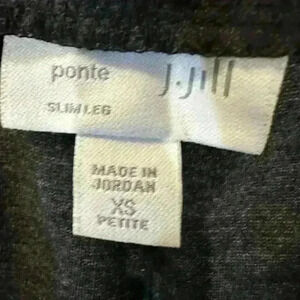 ponte J.Jill
SLIM LEG
MADE IN
JORDAN
XS
PETITE